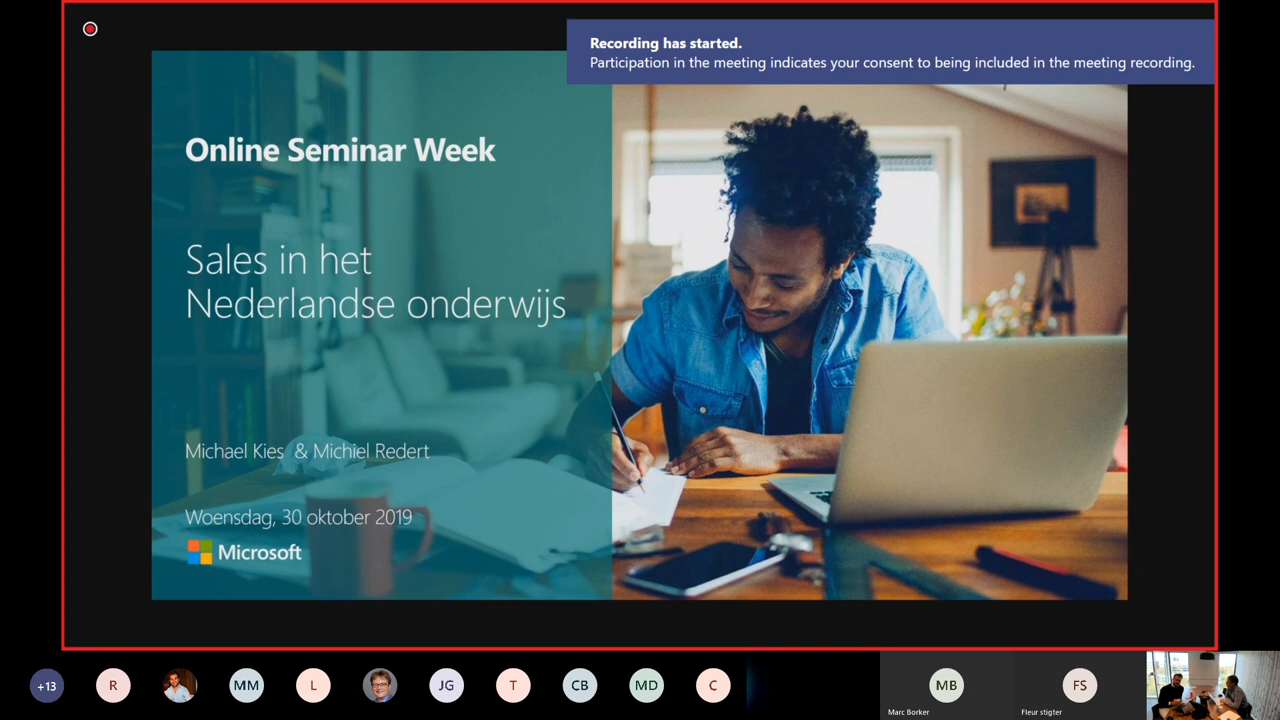 Recording has started.
Participation in the meeting indicates your consent to being included in the meeting recording.
Online Seminar Week
Sales in het
Nederlandse onderwijs
Michael Kies & Michiel Redert
Woensdag, 30 oktober 2019
Microsoft
+13
R
MM
L
JG
T
CB
MD
C
MB
FS
Marc Borker
Fleur stigter